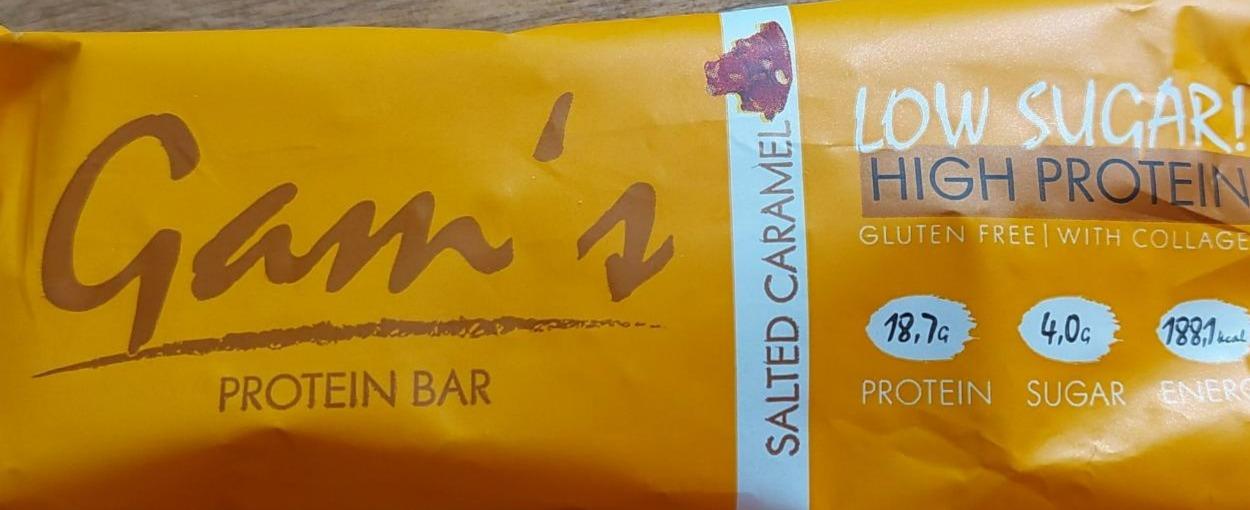 Gam's
PROTEIN BAR
SALTED CARAMEL
LOW SUGAR!
HIGH PROTEIN
GLUTEN FREE | WITH COLLAGE
18,7G 4,0G 188,1kcal
PROTEIN SUGAR ENERG